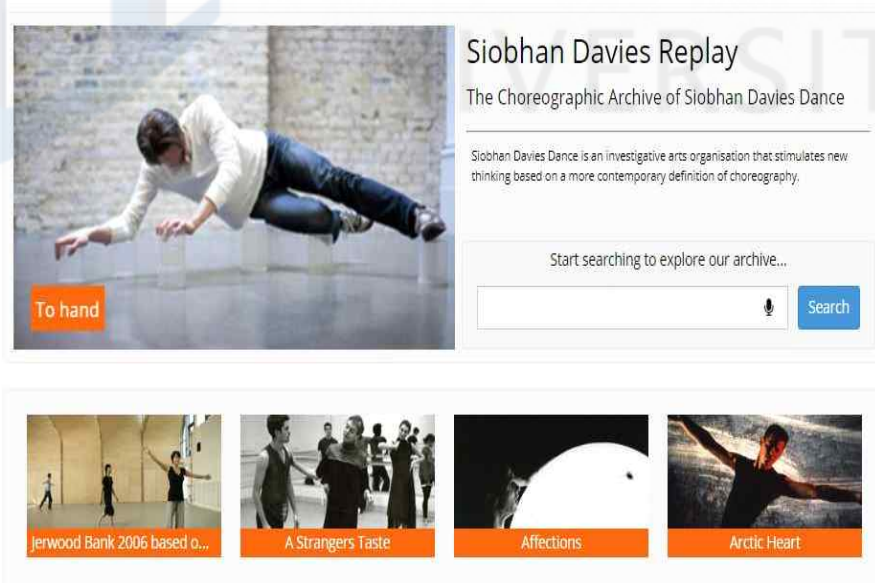 IVERSIT
Siobhan Davies Replay
The Choreographic Archive of Siobhan Davies Dance
Siobhan Davies Dance is an investigative arts organisation that stimulates new
thinking based on a more contemporary definition of choreography.
Start searching to explore our archive...
Search
To hand
Jerwood Bank 2006 based o...
A Strangers Taste
Affections
Arctic Heart